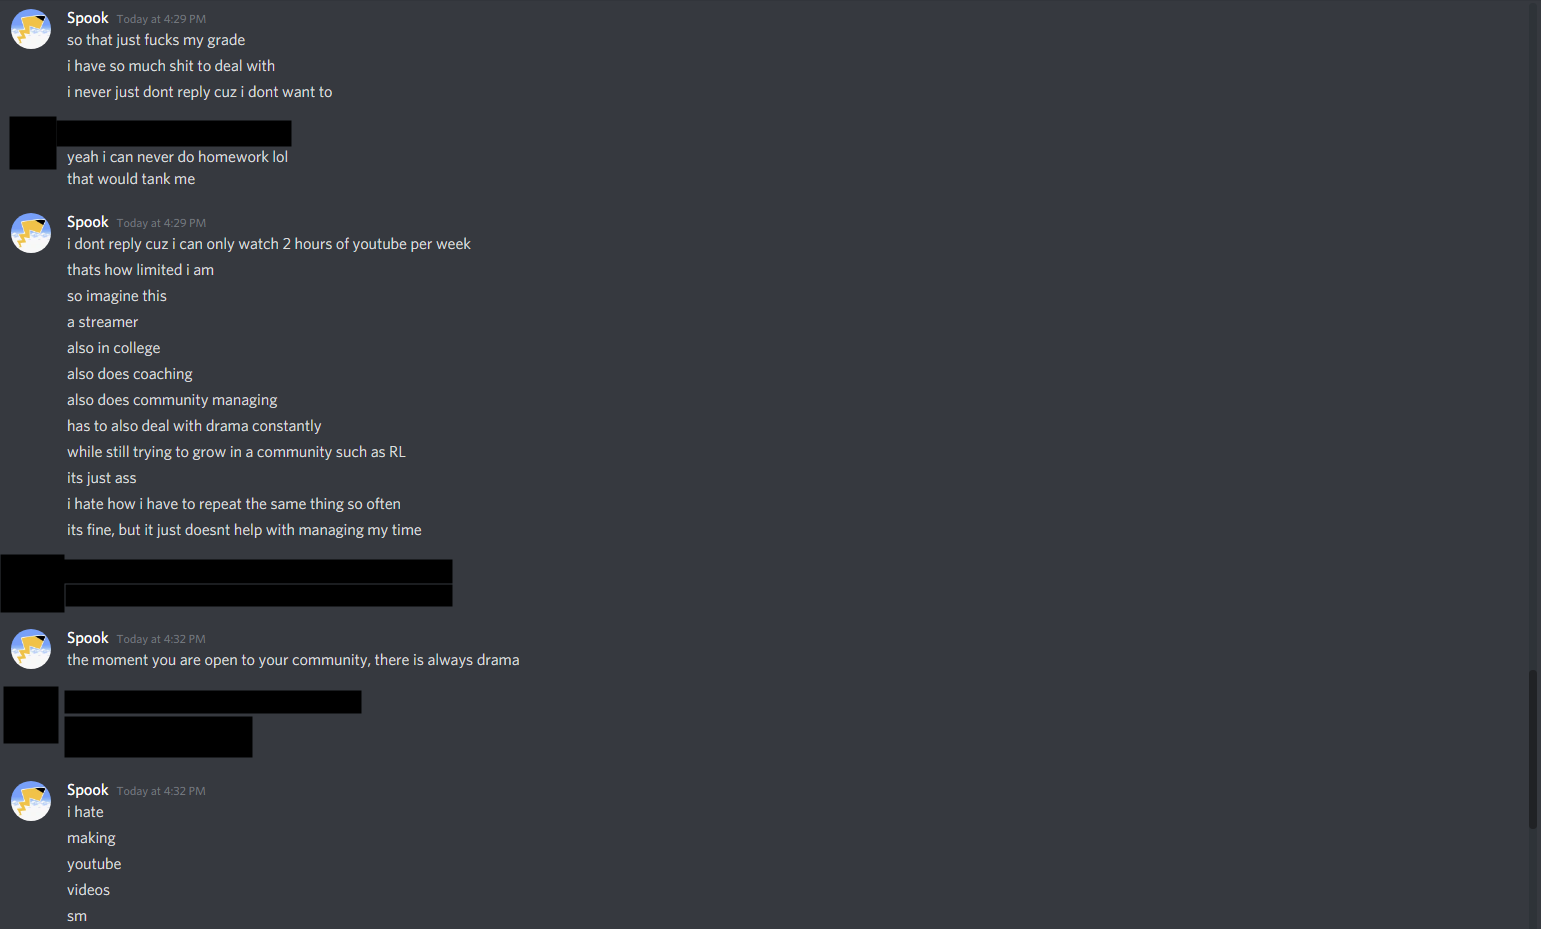 Spook Today at 4:29 PM
so that just fucks my grade
i have so much shit to deal with
i never just dont reply cuz i dont want to
yeah i can never do homework lol
that would tank me
Spook Today at 4:29 PM
i dont reply cuz i can only watch 2 hours of youtube per week
thats how limited i am
so imagine this
a streamer
also in college
also does coaching
also does community managing
has to also deal with drama constantly
while still trying to grow in a community such as RL
its just ass
i hate how i have to repeat the same thing so often
its fine, but it just doesnt help with managing my time
Spook Today at 4:32 PM
the moment you are open to your community, there is always drama
Spook Today at 4:32 PM
i hate
making
youtube
videos
sm